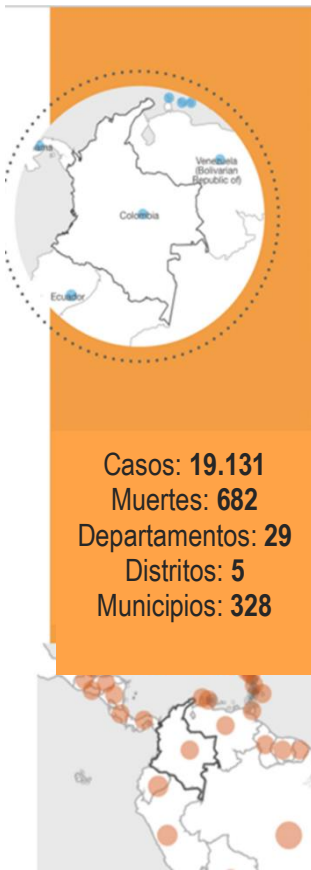 Venezuela
(Bolivarian
Republic of)
Colombia
Ecuador
Casos: 19.131
Muertes: 682
Departamentos: 29
Distritos: 5
Municipios: 328